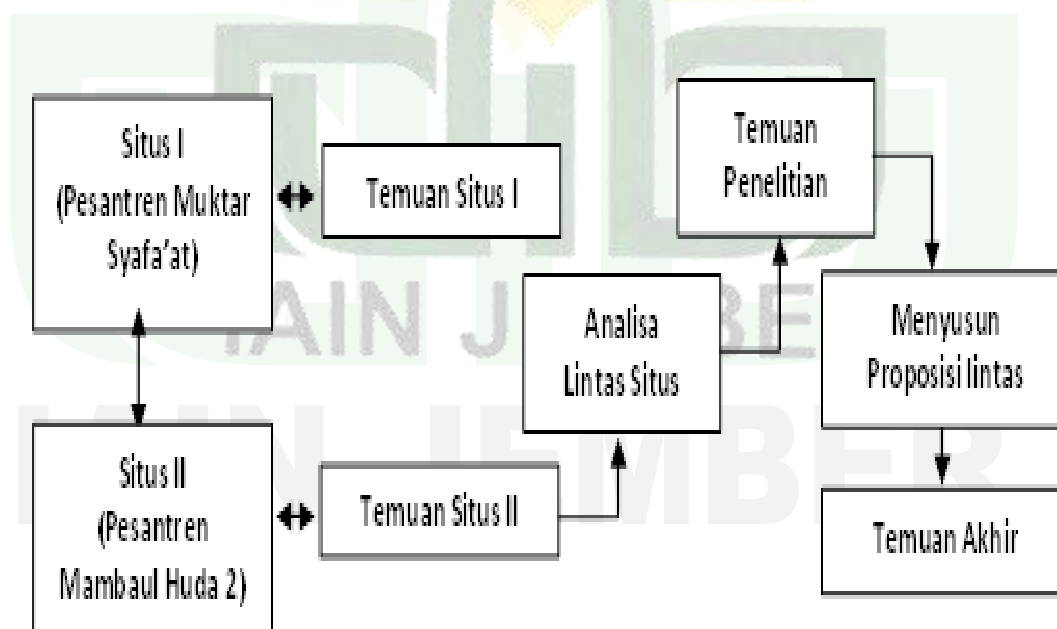 Situs I
(Pesantren Muktar
Syafa'at)
Temuan Situs I
Temuan
Penelitian
Analisa
Lintas Situs
Menyusun
Proposisi lintas
Situs II
(Pesantren
Mambaul Huda 2)
Temuan Situs II
Temuan Akhir
IAIN JEMBER
IAIN JEMBER